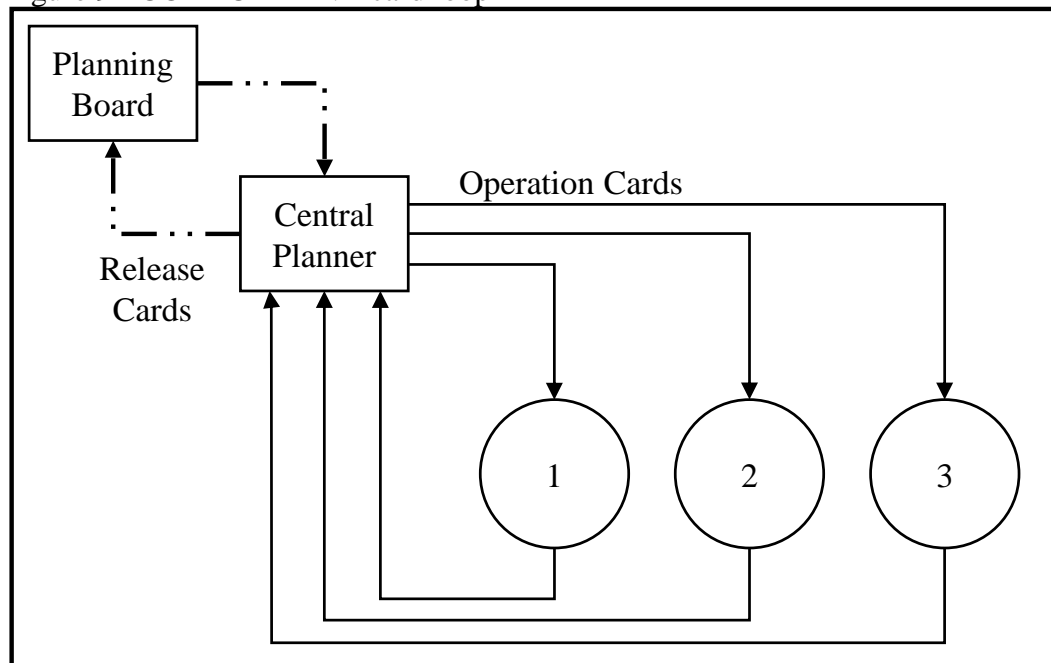 Planning
Board
Operation Cards
Central
Planner
Release
Cards
1
2
3